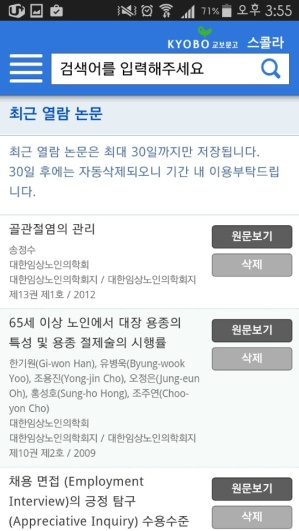 71% 오후 3:55
KYOBO 교보문고 스콜라
검색어를 입력해주세요
최근 열람 논문
최근 열람 논문은 최대 30일까지만 저장됩니다.
30일 후에는 자동삭제되오니 기간 내 이용부탁드립
니다.
골관절염의 관리
원문보기
송정수
삭제
대한임상노인의학회
대한임상노인의학회지 / 대한임상노인의학회지
제13권 제1호 / 2012
65세 이상 노인에서 대장 용종의
특성 및 용종 절제술의 시행률
원문보기
삭제
한기원(Gi-won Han), 유병욱(Byung-wook
Yoo), 조용진(Yong-jin Cho), 오정은(Jung-eun
Oh), 홍성호(Sung-ho Hong), 조주연(Choo-
yon Cho)
대한임상노인의학회
대한임상노인의학회지 / 대한임상노인의학회지
제10권 제2호 / 2009
채용 면접 (Employment
Interview)의 긍정 탐구
(Appreciative Inquiry) 수용수준
원문보기
삭제